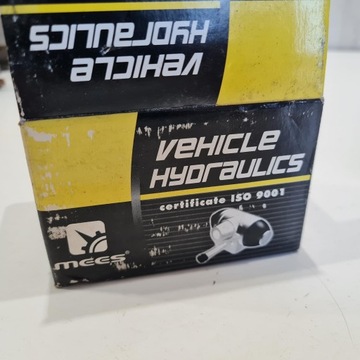 VEHICLE
HYDRAULICS
VEHICLE
HYDRAULICS
certificate ISO 9001
MEES®